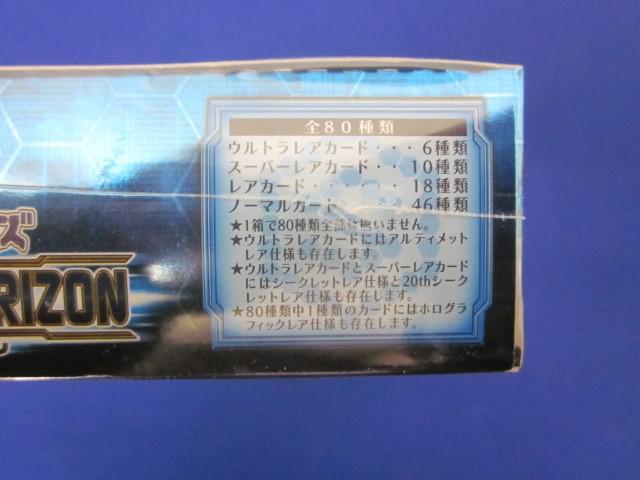 全80種類
ウルトラレアカード・・・6種類
スーパーレアカード・・10種類
レアカード・・・・・18種類
ノーマルカード・・・46種類
★1箱で80種類全部は揃いません。
★ウルトラレアカードにはアルティメット
レア仕様も存在します。
★ウルトラレアカードとスーパーレアカード
にはシークレットレア仕様と20thシーク
レットレア仕様も存在します。
★80種類中1種類のカードにはホログラ
フィックレア仕様も存在します。
ズ
RIZON